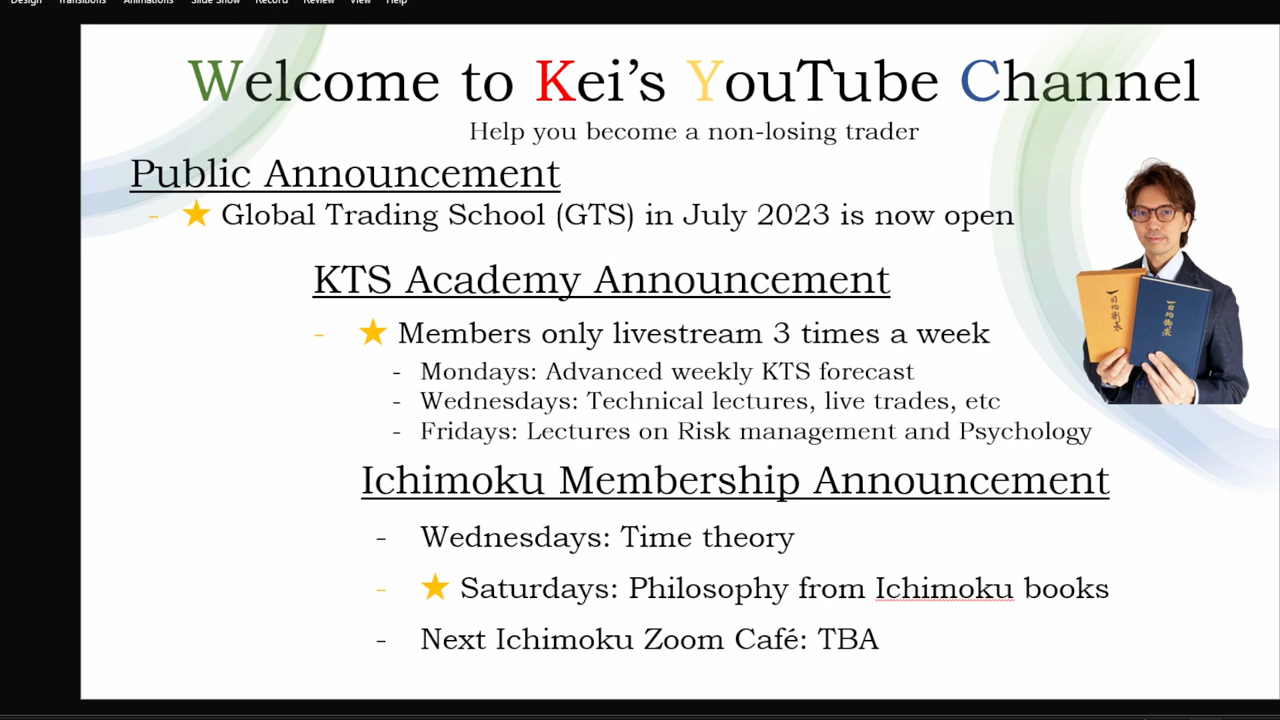 Design Transitions Animations Slide Show Record Review View Help
Welcome to Kei's YouTube Channel
Help you become a non-losing trader
Public Announcement
- ★ Global Trading School (GTS) in July 2023 is now open
KTS Academy Announcement
- ★ Members only livestream 3 times a week
- Mondays: Advanced weekly KTS forecast
- Wednesdays: Technical lectures, live trades, etc
- Fridays: Lectures on Risk management and Psychology
Ichimoku Membership Announcement
- Wednesdays: Time theory
- ★ Saturdays: Philosophy from Ichimoku books
- Next Ichimoku Zoom Café: TBA